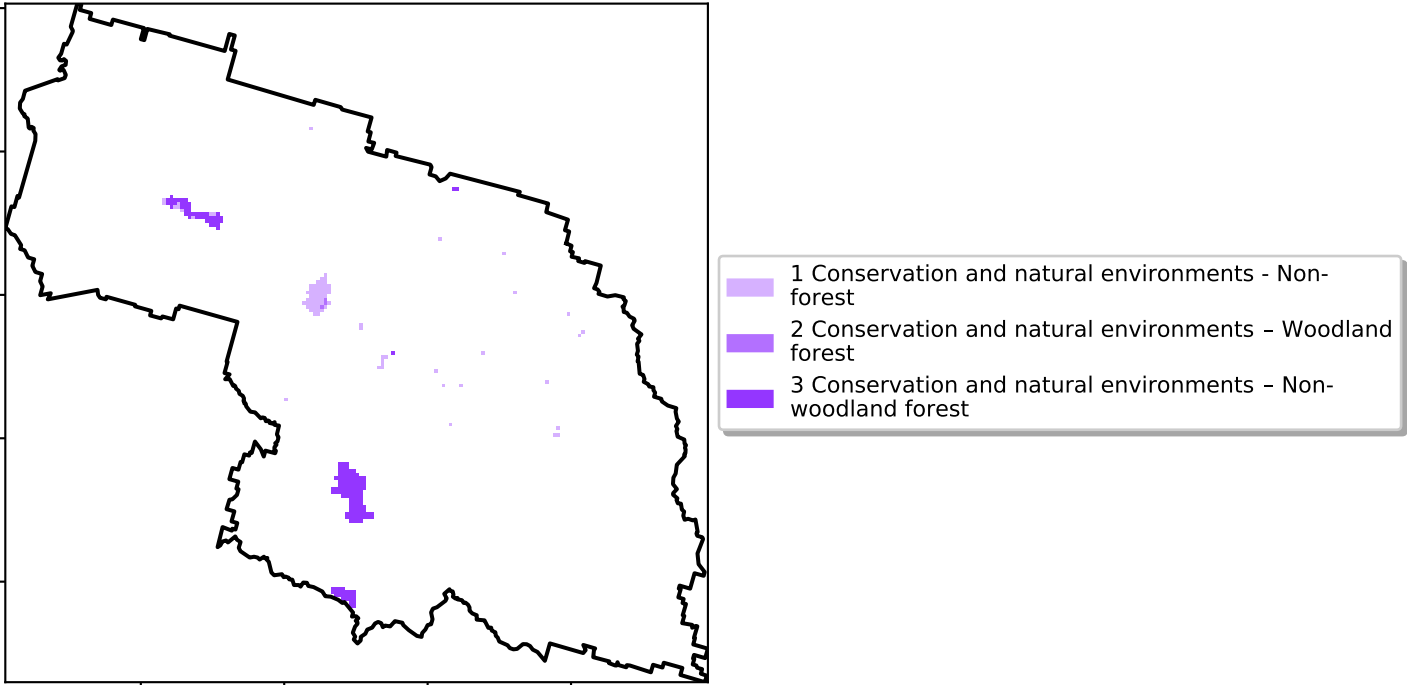 1 Conservation and natural environments - Non-
forest
2 Conservation and natural environments – Woodland
forest
3 Conservation and natural environments – Non-
woodland forest